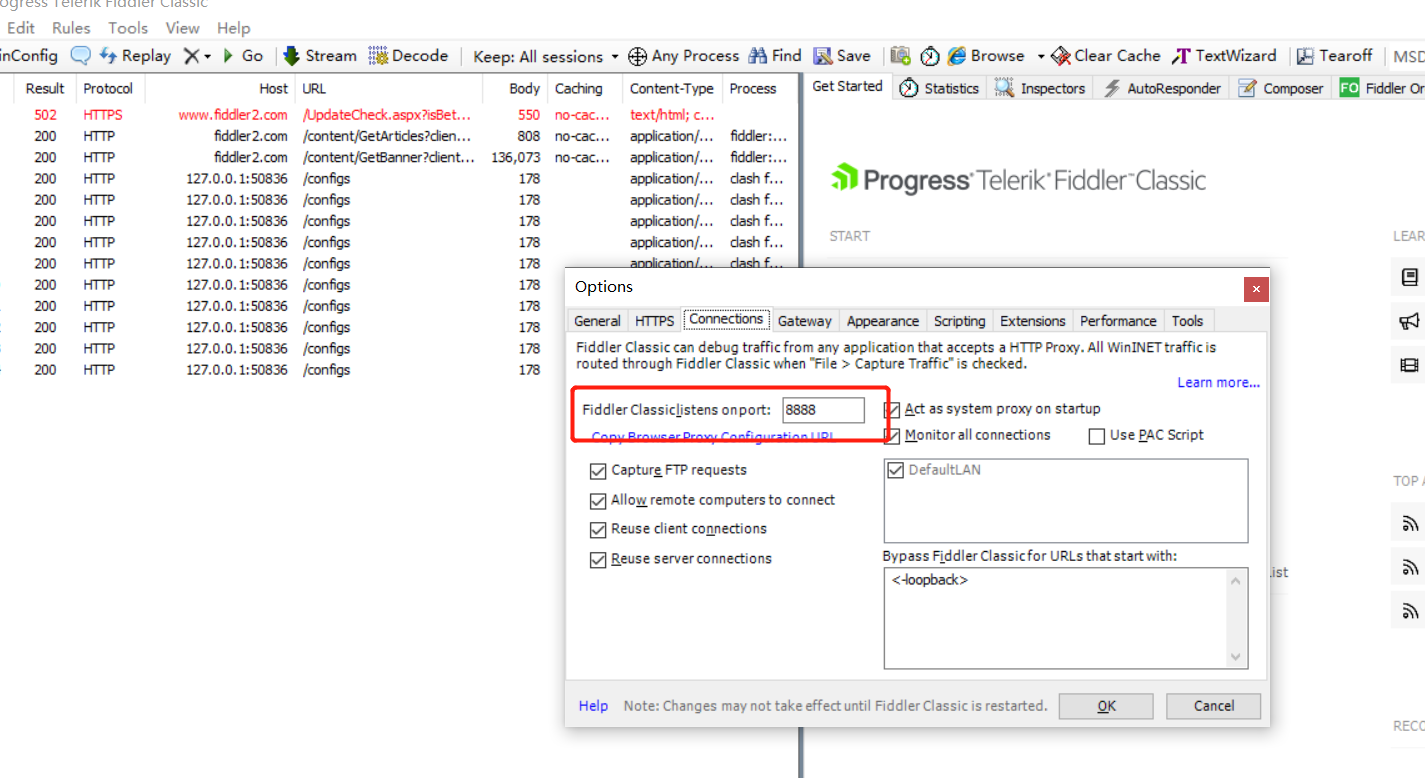 Progress Telerik Fiddler Classic
Edit Rules Tools View Help
inConfig Replay Go Stream Decode Keep: All sessions Any Process Find Save Browse Clear Cache TextWizard Tearoff MSD
Result Protocol Host URL Body Caching Content-Type Process
502 HTTPS www.fiddler2.com /UpdateCheck.aspx?isBet... 550 no-cac... text/html; c...
200 HTTP fiddler2.com /content/GetArticles?clien... 808 no-cac... application/... fiddler:...
200 HTTP fiddler2.com /content/GetBanner?client... 136,073 no-cac... application/... fiddler:...
200 HTTP 127.0.0.1:50836 /configs 178 application/... clash f...
200 HTTP 127.0.0.1:50836 /configs 178 application/... clash f...
200 HTTP 127.0.0.1:50836 /configs 178 application/... clash f...
200 HTTP 127.0.0.1:50836 /configs 178 application/... clash f...
200 HTTP 127.0.0.1:50836 /configs 178 application/... clash f...
200 HTTP 127.0.0.1:50836 /configs 178
200 HTTP 127.0.0.1:50836 /configs 178
200 HTTP 127.0.0.1:50836 /configs 178
200 HTTP 127.0.0.1:50836 /configs 178
200 HTTP 127.0.0.1:50836 /configs 178
Get Started Statistics Inspectors AutoResponder Composer FO Fiddler Or
Progress Telerik Fiddler Classic
START
LEAR
TOP
RECO
Options
General HTTPS Connections Gateway Appearance Scripting Extensions Performance Tools
Fiddler Classic can debug traffic from any application that accepts a HTTP Proxy. All WinINET traffic is
routed through Fiddler Classic when "File > Capture Traffic" is checked.
Learn more...
Fiddler Classic listens on port: 8888
Copy Browser Proxy Configuration URL
Capture FTP requests
Allow remote computers to connect
Reuse client connections
Reuse server connections
Act as system proxy on startup
Monitor all connections Use PAC Script
DefaultLAN
Bypass Fiddler Classic for URLs that start with:
<-loopback>
Help Note: Changes may not take effect until Fiddler Classic is restarted. OK Cancel